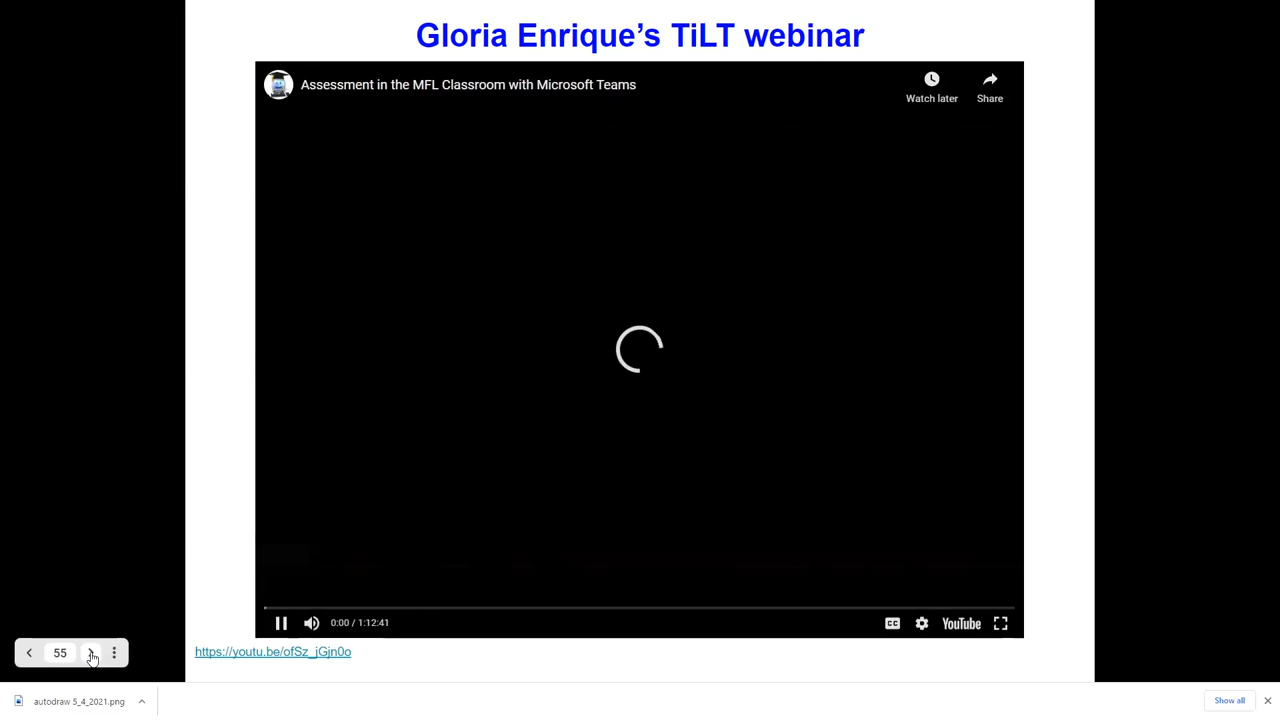 Gloria Enrique's TiLT webinar
Assessment in the MFL Classroom with Microsoft Teams
Watch later
Share
0:00 / 1:12:41
CC
YouTube
55
https://youtu.be/ofSz_jGjn0o
autodraw 5_4_2021.png
Show all